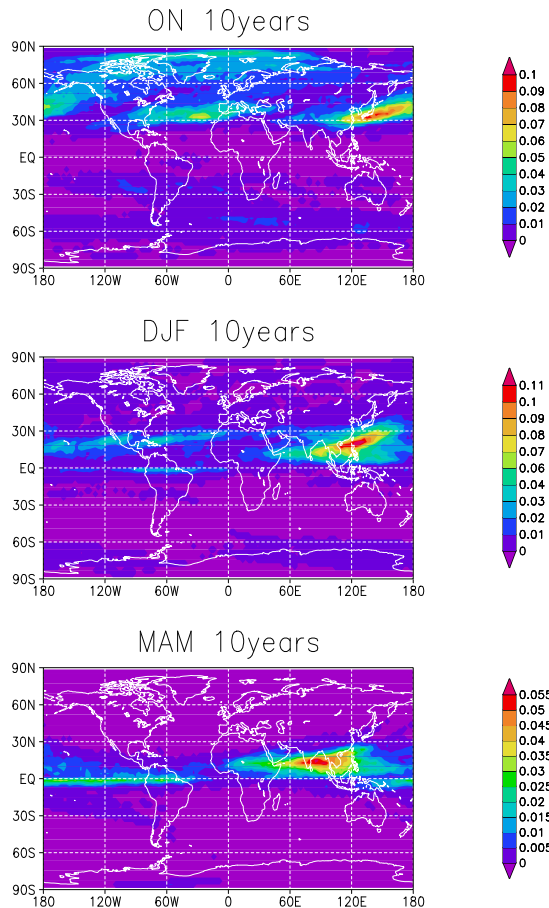 ON 10years
90N
60N
30N
EQ
30S
60S
90S
180
120W
60W
0
60E
120E
180
0.1
0.09
0.08
0.07
0.06
0.05
0.04
0.03
0.02
0.01
0
DJF 10years
90N
60N
30N
EQ
30S
60S
90S
180
120W
60W
0
60E
120E
180
0.11
0.1
0.09
0.08
0.07
0.06
0.04
0.03
0.02
0.01
0
MAM 10years
90N
60N
30N
EQ
30S
60S
90S
180
120W
60W
0
60E
120E
180
0.055
0.05
0.045
0.04
0.035
0.03
0.025
0.02
0.015
0.01
0.005
0